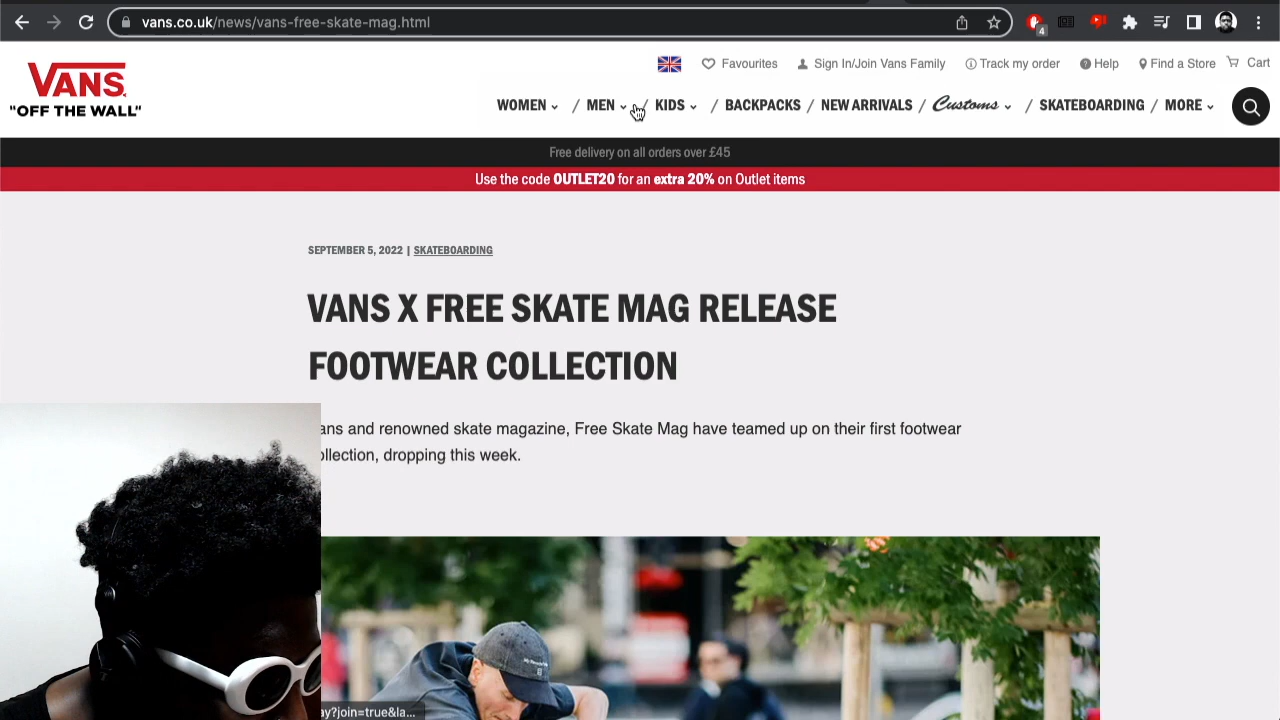 vans.co.uk/news/vans-free-skate-mag.html
4
Favourites Sign In/Join Vans Family Track my order Help Find a Store Cart
VANS
"OFF THE WALL"
WOMEN / MEN / KIDS / BACKPACKS / NEW ARRIVALS / Customs / SKATEBOARDING / MORE
Free delivery on all orders over £45
Use the code OUTLET20 for an extra 20% on Outlet items
SEPTEMBER 5, 2022 | SKATEBOARDING
VANS X FREE SKATE MAG RELEASE
FOOTWEAR COLLECTION
ans and renowned skate magazine, Free Skate Mag have teamed up on their first footwear
ollection, dropping this week.
ay?join=true&la...